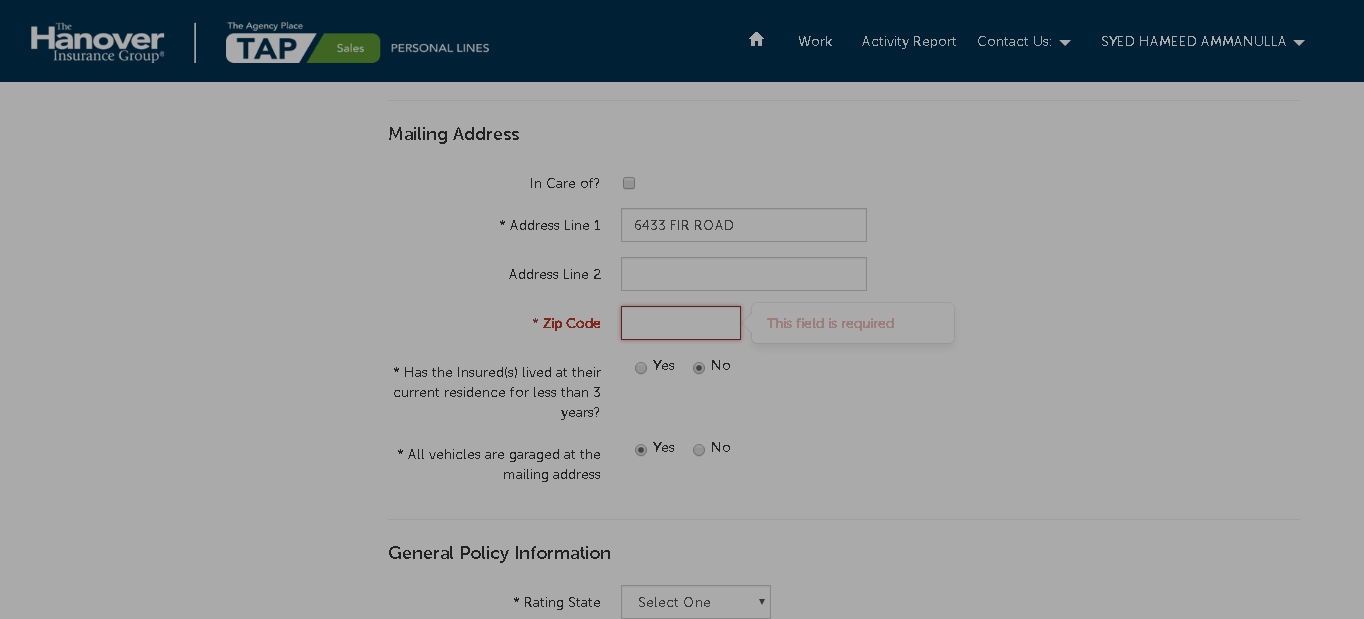 The
Hanover
Insurance Group®
The Agency Place
TAP Sales PERSONAL LINES
Work Activity Report Contact Us: SYED HAMEED AMMANULLA
Mailing Address
In Care of?
* Address Line 1 6433 FIR ROAD
Address Line 2
* Zip Code This field is required
* Has the Insured(s) lived at their Yes No
current residence for less than 3
years?
* All vehicles are garaged at the Yes No
mailing address
General Policy Information
* Rating State Select One